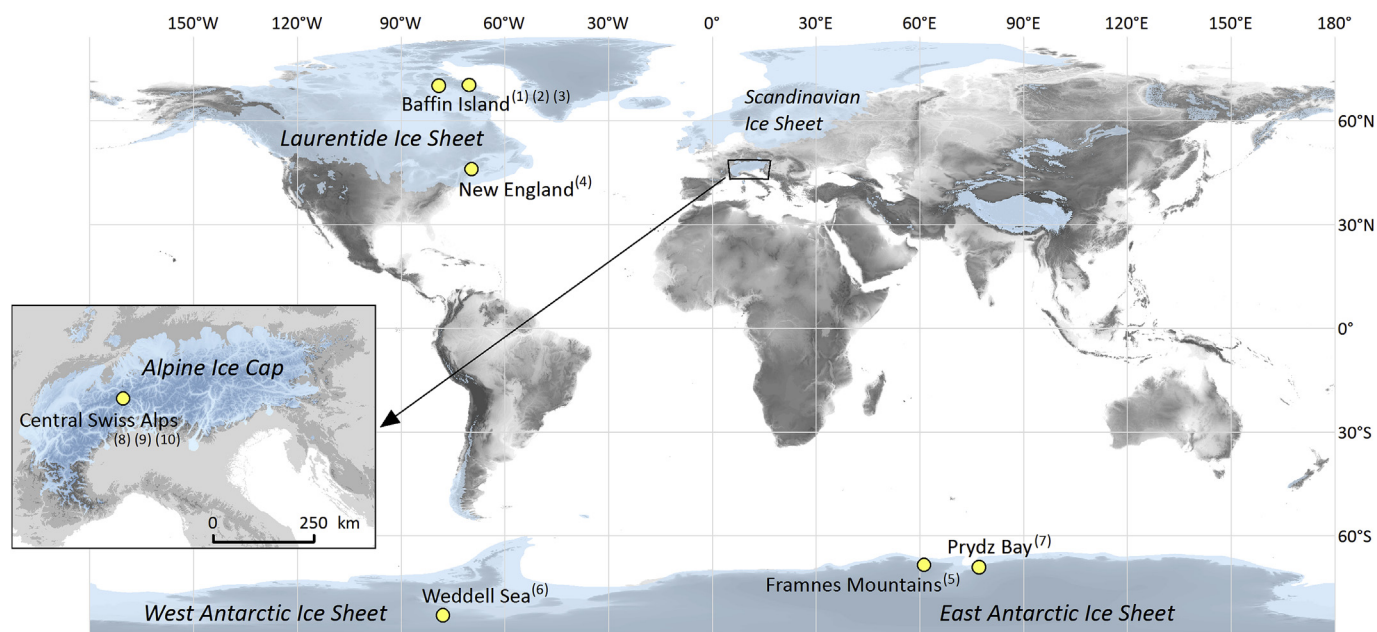 150°W 120°W 90°W 60°W 30°W 0° 30°E 60°E 90°E 120°E 150°E 180°
Baffin Island(1) (2) (3)
Scandinavian
Ice Sheet
60°N
Laurentide Ice Sheet
New England(4)
30°N
0°
Alpine Ice Cap
Central Swiss Alps
(8) (9) (10)
30°S
0 250 km
60°S
Prydz Bay(7)
Framnes Mountains(5)
Weddell Sea(6)
West Antarctic Ice Sheet
East Antarctic Ice Sheet